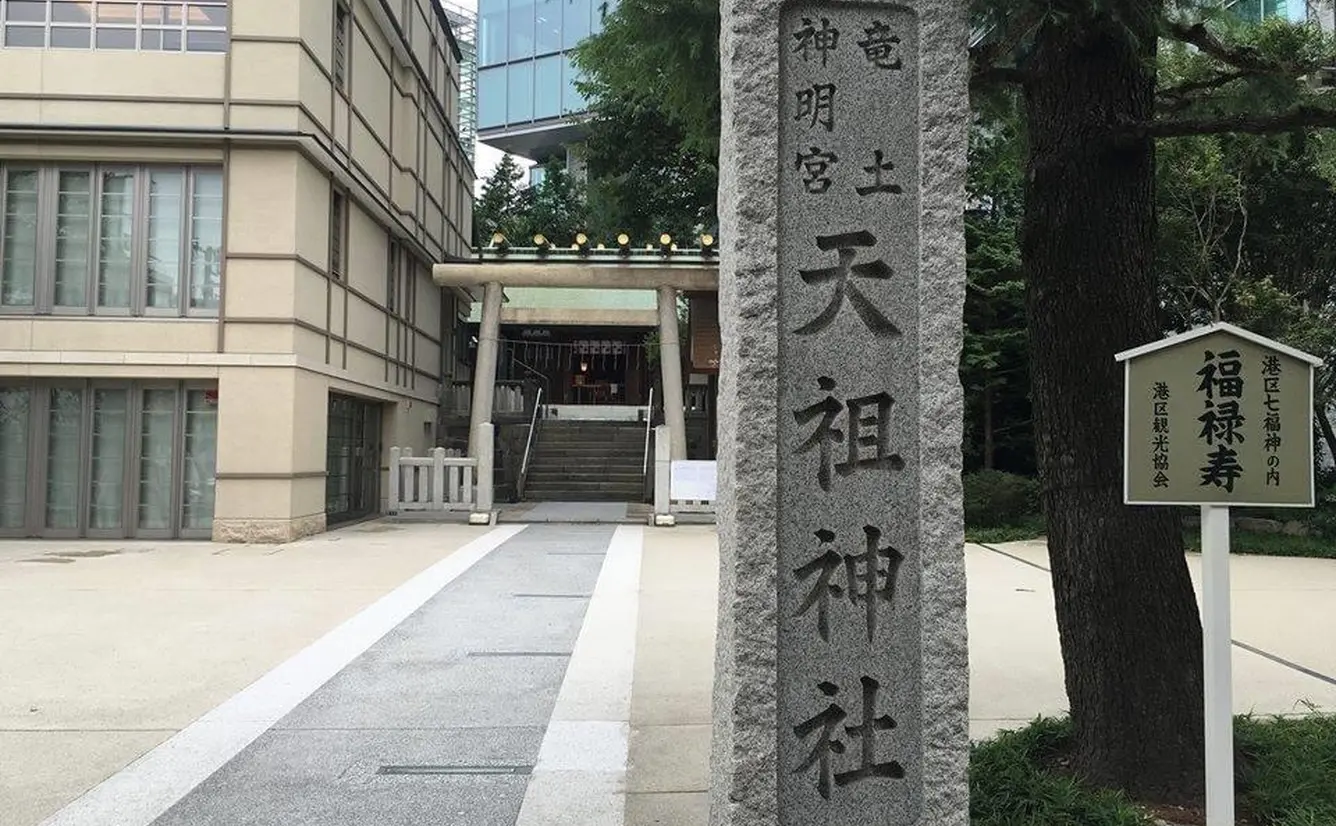 竜土
神明宮
天祖神社
港区七福神の内
福禄寿
港区観光協会